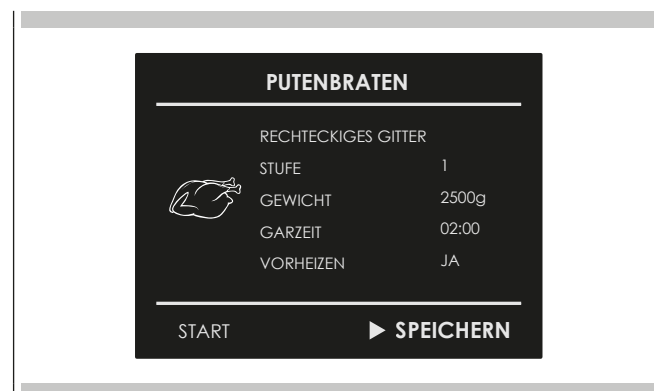 PUTENBRATEN
RECHTECKIGES GITTER
STUFE 1
GEWICHT 2500g
GARZEIT 02:00
VORHEIZEN JA
START ▶ SPEICHERN